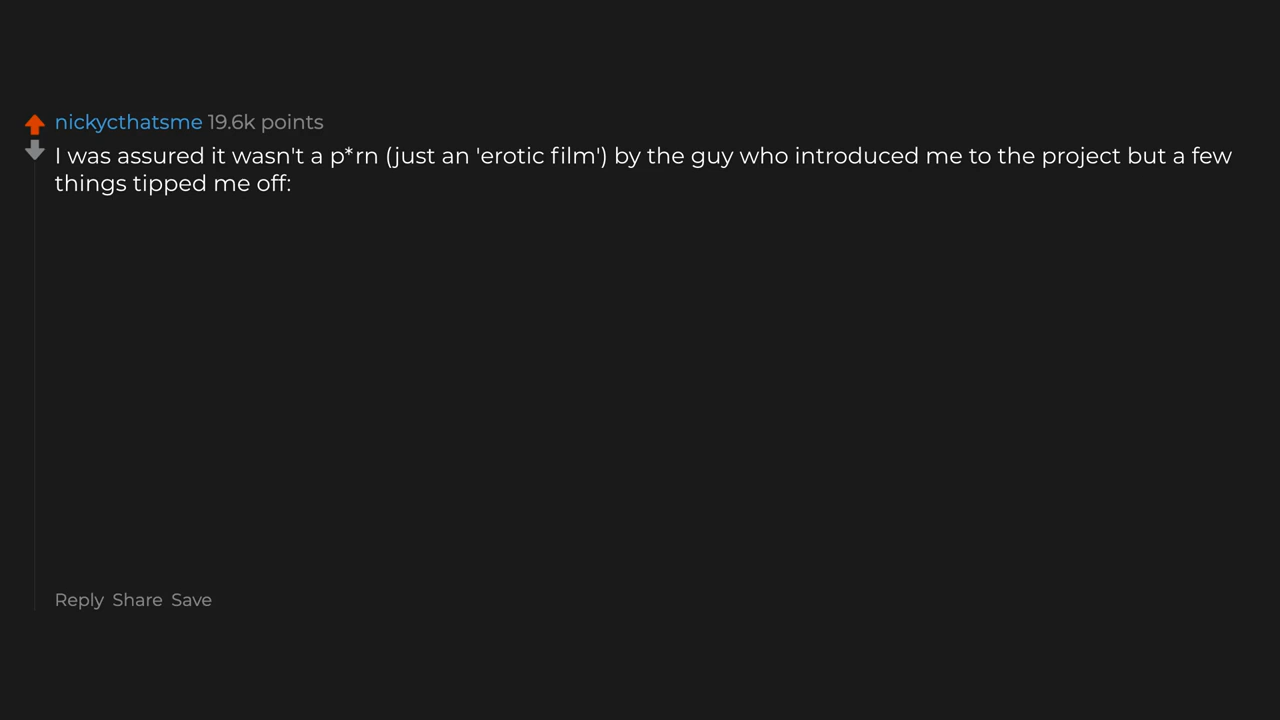 nickycthatsme 19.6k points
I was assured it wasn't a p*rn (just an 'erotic film') by the guy who introduced me to the project but a few
things tipped me off:
Reply Share Save